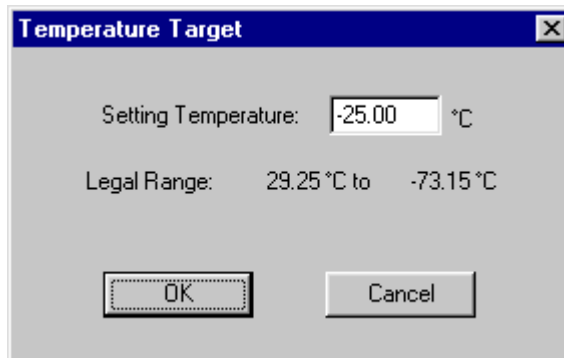 Temperature Target
Setting Temperature: -25.00 °C
Legal Range: 29.25 °C to -73.15 °C
OK Cancel